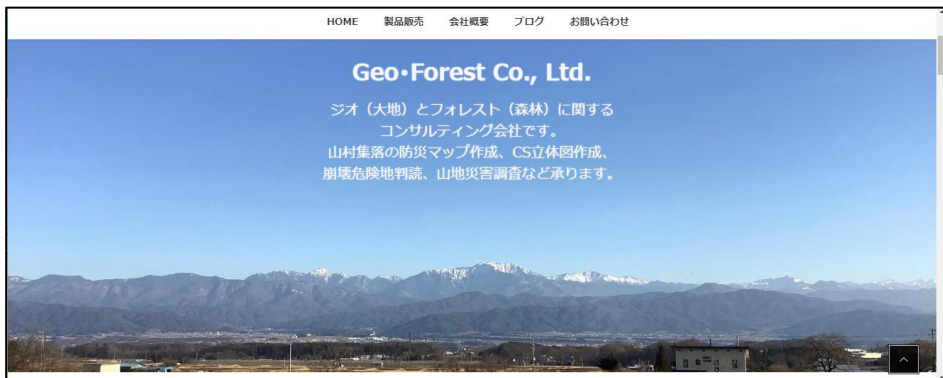 HOME 製品販売 会社概要 ブログ お問い合わせ
Geo・Forest Co., Ltd.
ジオ（大地）とフォレスト（森林）に関する
コンサルティング会社です。
山村集落の防災マップ作成、CS立体図作成、
崩壊危険地判読、山地災害調査など承ります。